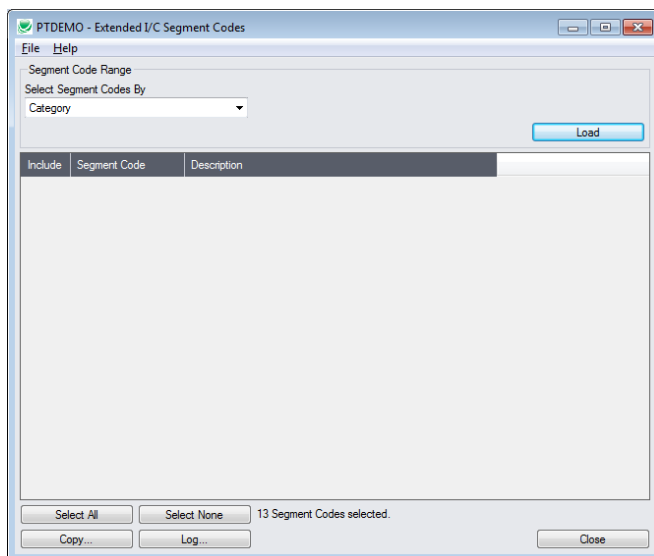 PTDEMO - Extended I/C Segment Codes
File Help
Segment Code Range
Select Segment Codes By
Category
Load
Include Segment Code Description
Select All Select None 13 Segment Codes selected.
Copy... Log... Close